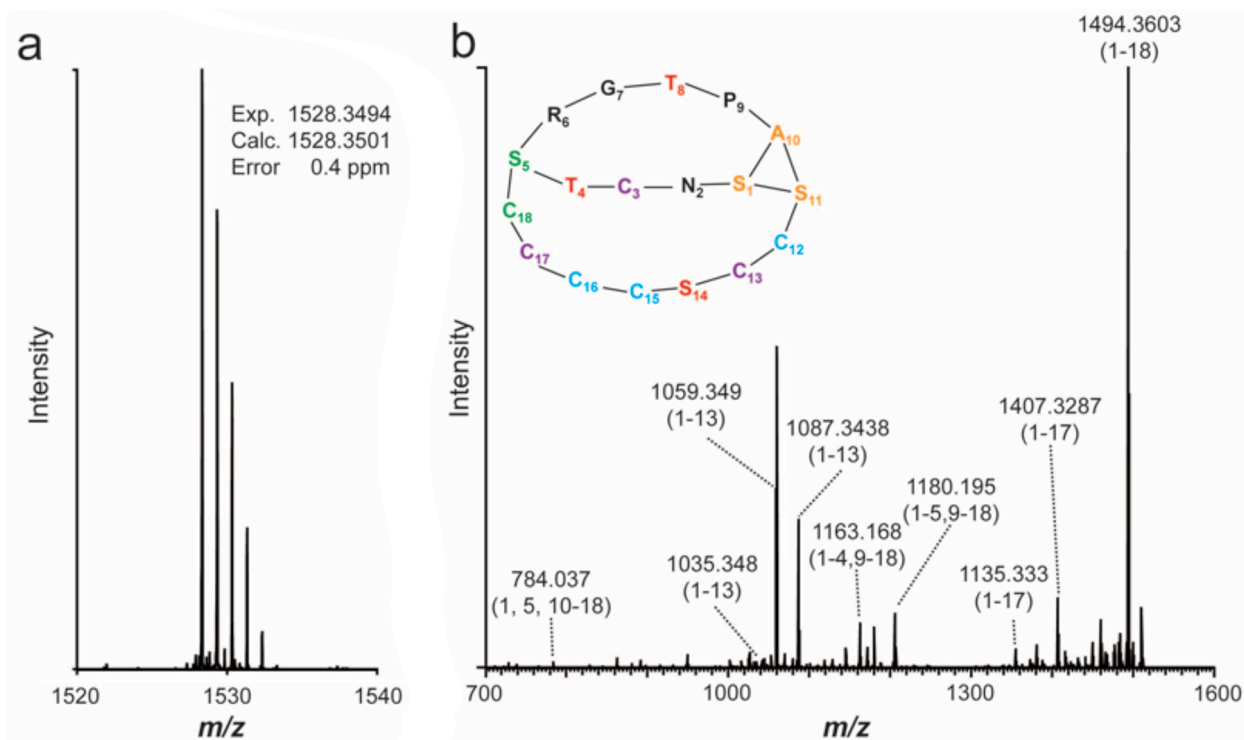 a
Exp. 1528.3494
Calc. 1528.3501
Error 0.4 ppm
Intensity
1520
1530
1540
m/z
b
1494.3603
(1-18)
G7
T8
P9
R6
A10
S5
T4
C3
N2
S1
S11
C18
C12
C17
C13
C16
C15
S14
1059.349
(1-13)
1087.3438
(1-13)
1407.3287
(1-17)
1180.195
(1-5,9-18)
1163.168
(1-4,9-18)
1035.348
(1-13)
1135.333
(1-17)
784.037
(1, 5, 10-18)
Intensity
700
1000
1300
1600
m/z